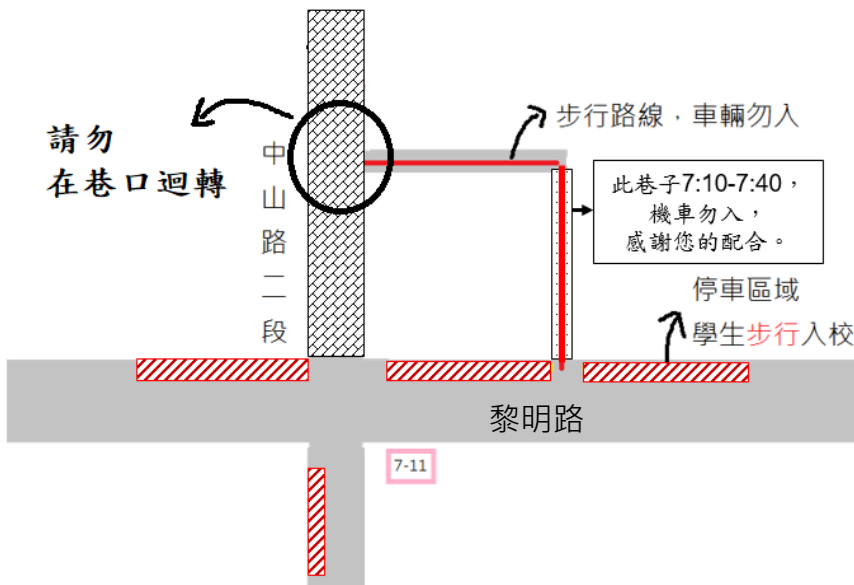 步行路線，車輛勿入
請勿
在巷口迴轉
中山路二段
此巷子7:10-7:40，
機車勿入，
感謝您的配合。
停車區域
學生步行入校
黎明路
7-11